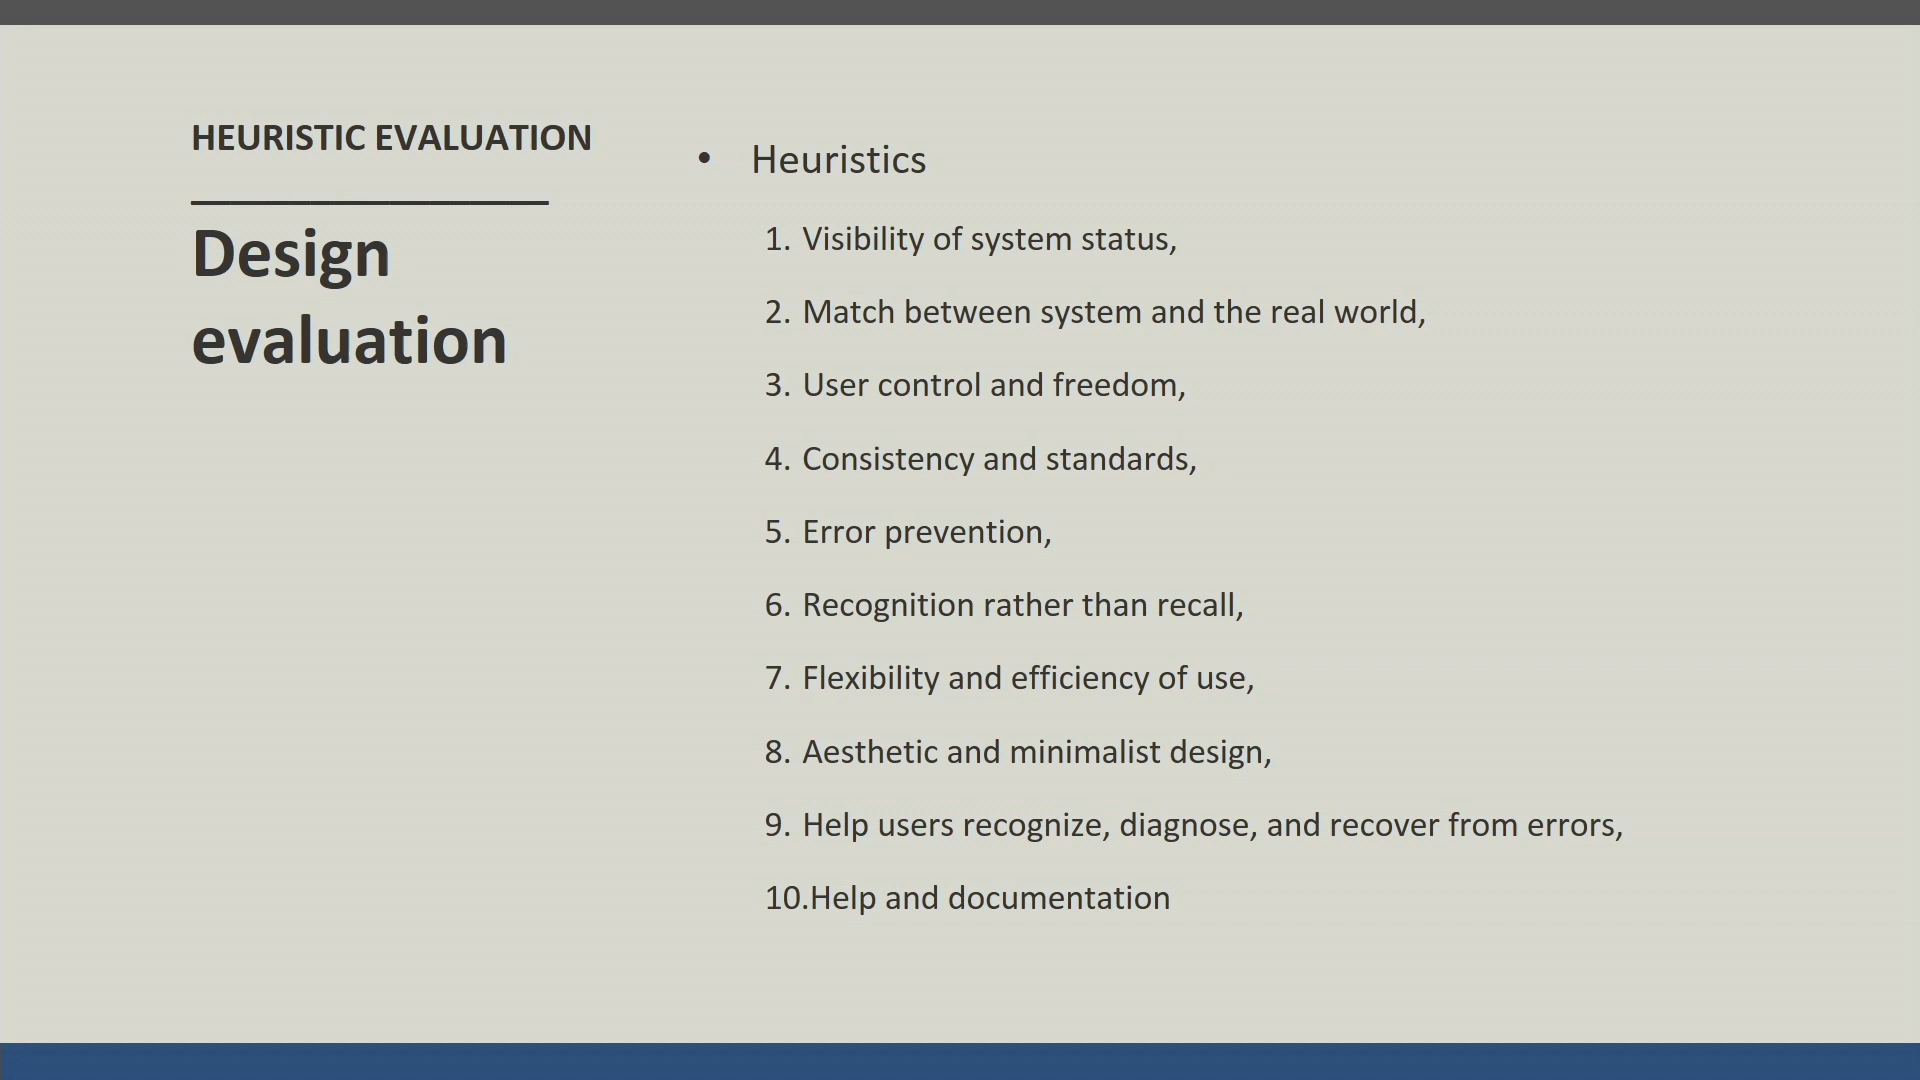 HEURISTIC EVALUATION
Design
evaluation
• Heuristics
1. Visibility of system status,
2. Match between system and the real world,
3. User control and freedom,
4. Consistency and standards,
5. Error prevention,
6. Recognition rather than recall,
7. Flexibility and efficiency of use,
8. Aesthetic and minimalist design,
9. Help users recognize, diagnose, and recover from errors,
10.Help and documentation